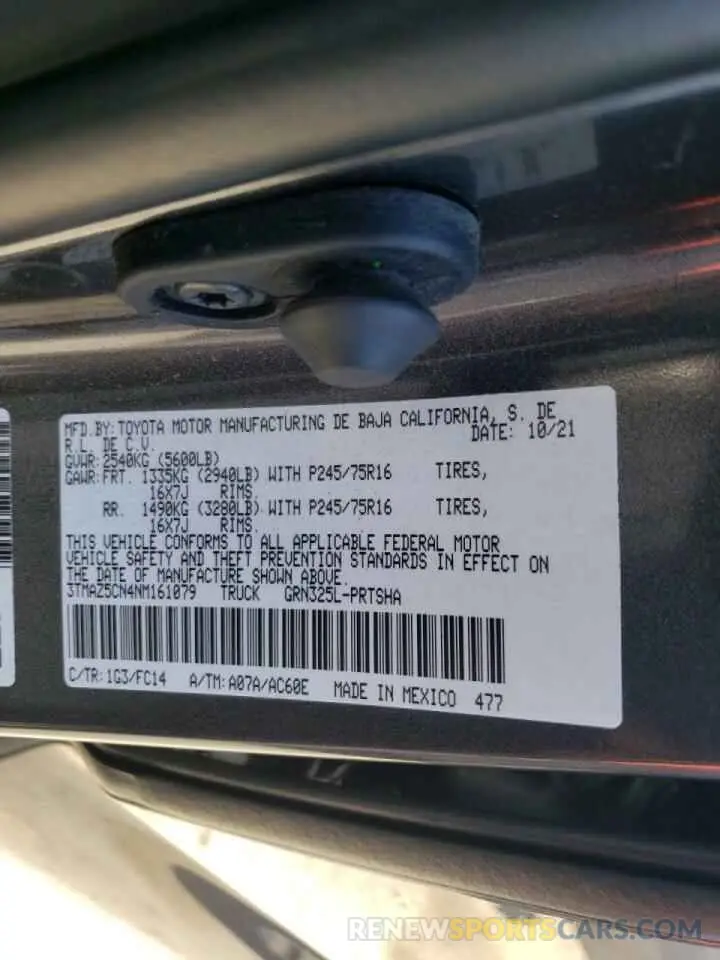 MFD.BY:TOYOTA MOTOR MANUFACTURING DE BAJA CALIFORNIA, S. DE
R.L. DE C.V. DATE: 10/21
GVWR:2540KG (5600LB)
GAWR:FRT. 1335KG (2940LB) WITH P245/75R16 TIRES,
16X7J RIMS,
RR. 1490KG (3280LB) WITH P245/75R16 TIRES,
16X7J RIMS.
THIS VEHICLE CONFORMS TO ALL APPLICABLE FEDERAL MOTOR
VEHICLE SAFETY AND THEFT PREVENTION STANDARDS IN EFFECT ON
THE DATE OF MANUFACTURE SHOWN ABOVE.
3TMAZ5CN4NM161079 TRUCK GRN325L-PRTSHA
C/TR:1G3/FC14 A/TM:A07A/AC60E MADE IN MEXICO 477
RENEWSPORTSCARS.COM